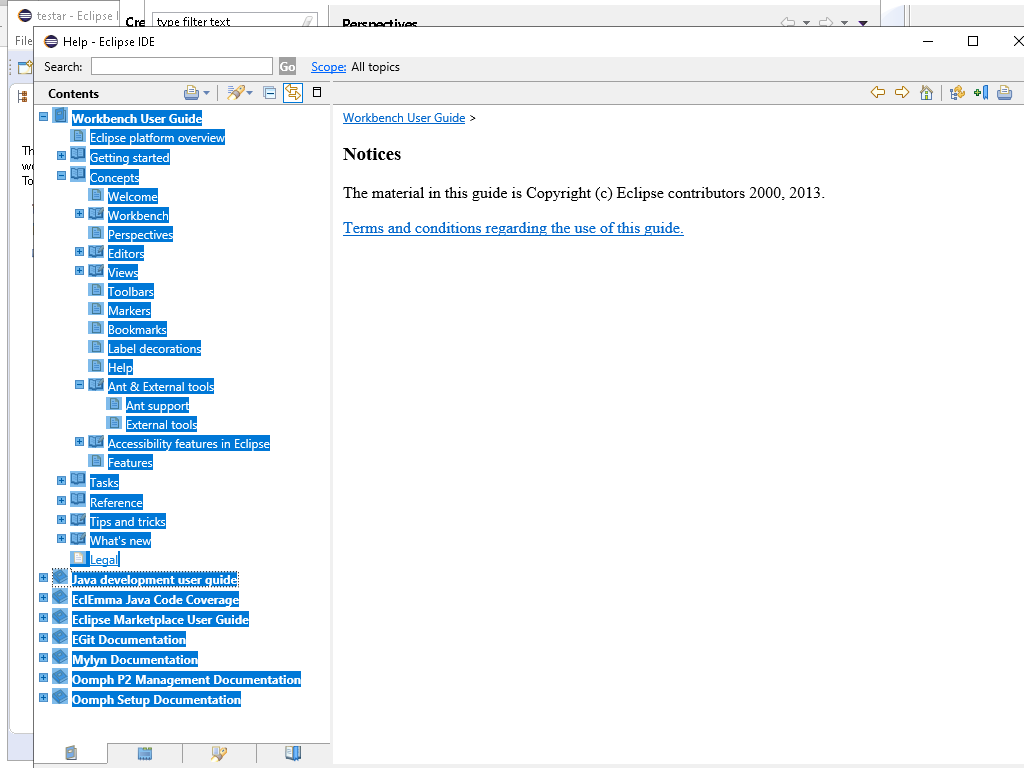 testar - Eclipse I
Cre
type filter text
Perspectives
File
Help - Eclipse IDE
Search:
Go
Scope: All topics
Contents
Workbench User Guide
Eclipse platform overview
Getting started
Concepts
Welcome
Workbench
Perspectives
Editors
Views
Toolbars
Markers
Bookmarks
Label decorations
Help
Ant & External tools
Ant support
External tools
Accessibility features in Eclipse
Features
Tasks
Reference
Tips and tricks
What's new
Legal
Java development user guide
EclEmma Java Code Coverage
Eclipse Marketplace User Guide
EGit Documentation
Mylyn Documentation
Oomph P2 Management Documentation
Oomph Setup Documentation
Workbench User Guide >
Notices
The material in this guide is Copyright (c) Eclipse contributors 2000, 2013.
Terms and conditions regarding the use of this guide.